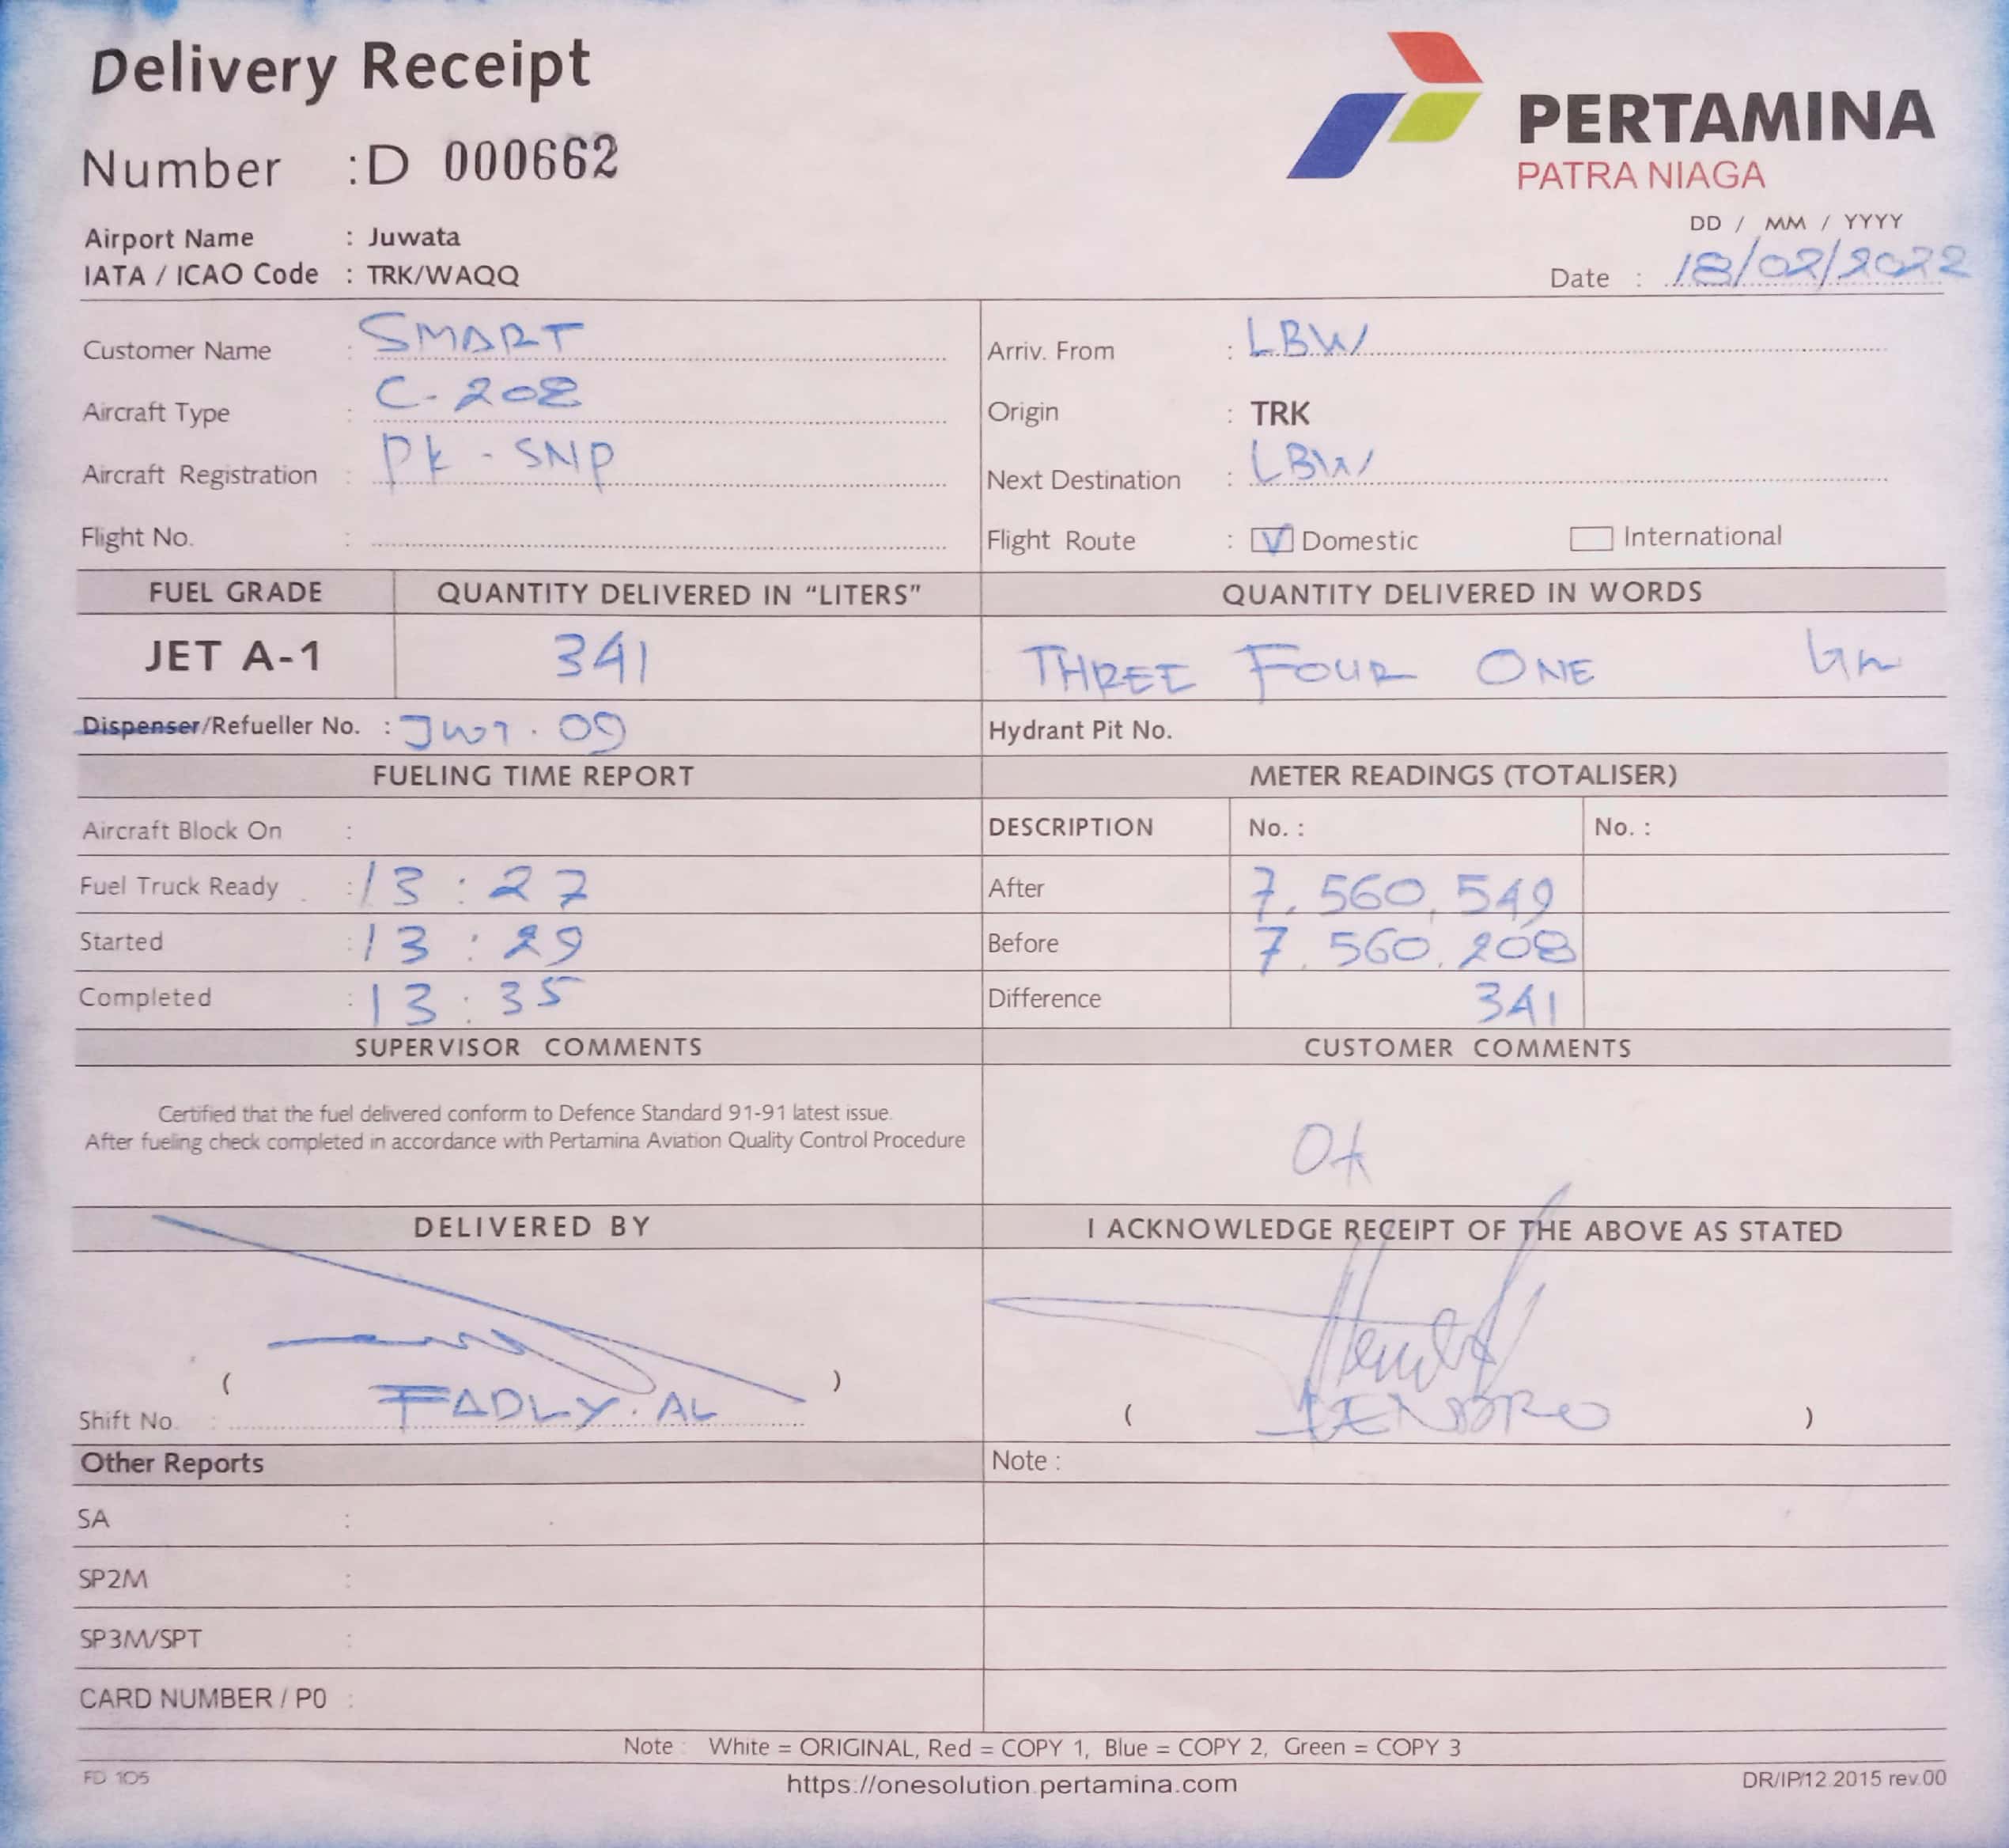 Delivery Receipt
Number :D 000662
PERTAMINA
PATRA NIAGA
Airport Name : Juwata
IATA / ICAO Code : TRK/WAQQ
DD / MM / YYYY
Date : 18/02/2022
Customer Name : SMART
Arriv. From : LBW
Aircraft Type : C-208
Origin : TRK
Aircraft Registration : PK - SNP
Next Destination : LBW
Flight No. :
Flight Route : V Domestic International
FUEL GRADE QUANTITY DELIVERED IN "LITERS" QUANTITY DELIVERED IN WORDS
JET A-1 341 THREE FOUR ONE
Dispenser/Refueller No. : JWT. 09 Hydrant Pit No.
FUELING TIME REPORT METER READINGS (TOTALISER)
Aircraft Block On : DESCRIPTION No. : No. :
Fuel Truck Ready : 13 : 27 After 7. 560, 549
Started : 13 : 29 Before 7. 560. 208
Completed : 13 : 35 Difference 341
SUPERVISOR COMMENTS CUSTOMER COMMENTS
Certified that the fuel delivered conform to Defence Standard 91-91 latest issue.
After fueling check completed in accordance with Pertamina Aviation Quality Control Procedure
Ok
DELIVERED BY I ACKNOWLEDGE RECEIPT OF THE ABOVE AS STATED
( )
Shift No : FADLY. AL
( )
Other Reports Note :
SA :
SP2M :
SP3M/SPT :
CARD NUMBER / P0 :
Note : White = ORIGINAL, Red = COPY 1, Blue = COPY 2, Green = COPY 3
FD 105 https://onesolution.pertamina.com DR/IP/12.2015 rev.00